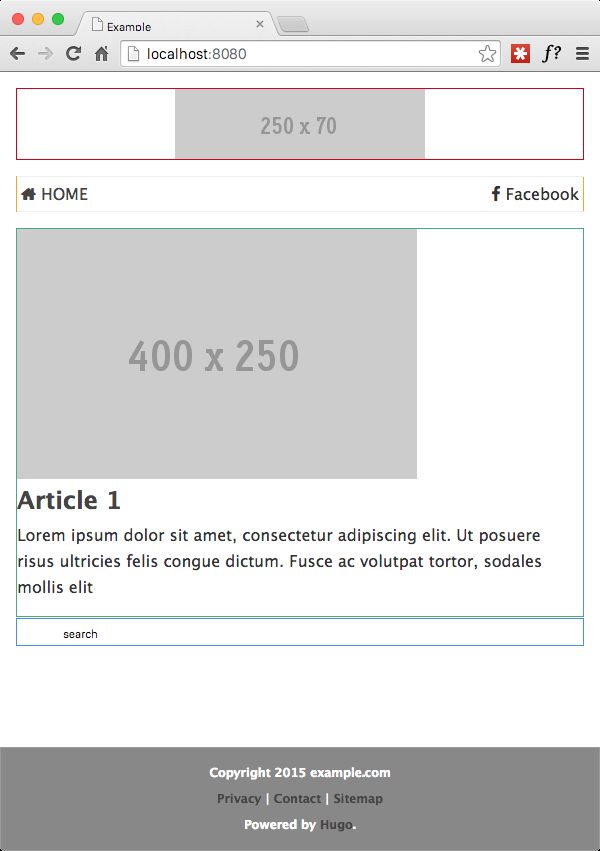 Example
localhost:8080
f?
250 x 70
HOME
Facebook
400 x 250
Article 1
Lorem ipsum dolor sit amet, consectetur adipiscing elit. Ut posuere
risus ultricies felis congue dictum. Fusce ac volutpat tortor, sodales
mollis elit
search
Copyright 2015 example.com
Privacy | Contact | Sitemap
Powered by Hugo.